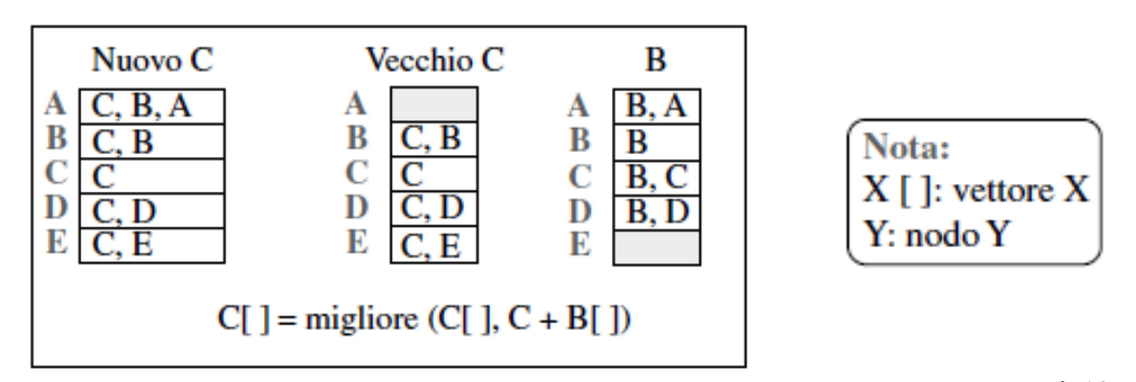 Nuovo C Vecchio C B
A C, B, A A A B, A
B C, B B C, B B B
C C C C C B, C
D C, D D C, D D B, D
E C, E E C, E E
C[ ] = migliore (C[ ], C + B[ ])
Nota:
X [ ]: vettore X
Y: nodo Y